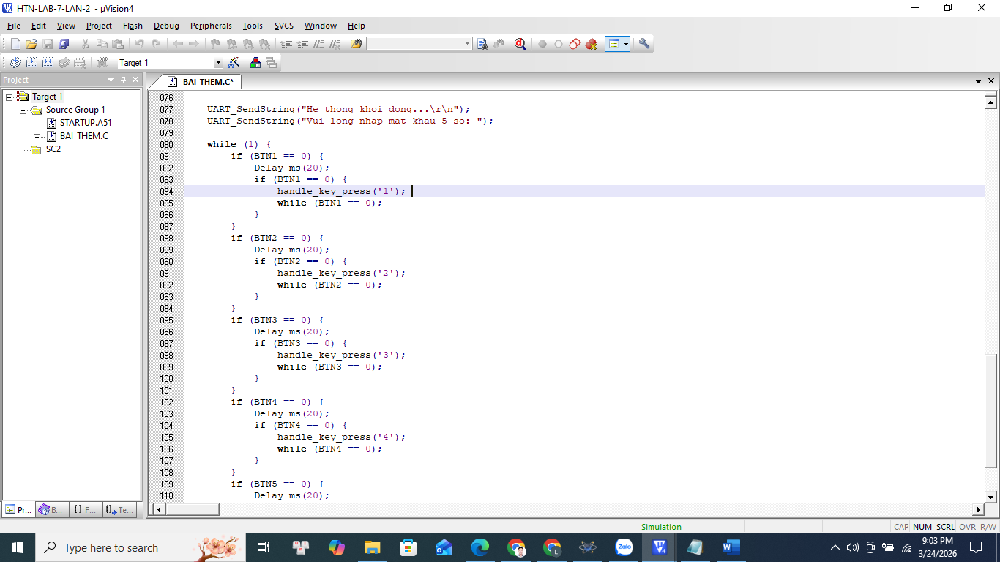 HTN-LAB-7-LAN-2 - µVision4
File Edit View Project Flash Debug Peripherals Tools SVCS Window Help
LOAD Target 1
Project
BAI_THEM.C*
Target 1
Source Group 1
STARTUP.A51
BAI_THEM.C
SC2
076
077 UART_SendString("He thong khoi dong...\r\n");
078 UART_SendString("Vui long nhap mat khau 5 so: ");
079
080 while (1) {
081 if (BTN1 == 0) {
082 Delay_ms(20);
083 if (BTN1 == 0) {
084 handle_key_press('1');
085 while (BTN1 == 0);
086 }
087 }
088 if (BTN2 == 0) {
089 Delay_ms(20);
090 if (BTN2 == 0) {
091 handle_key_press('2');
092 while (BTN2 == 0);
093 }
094 }
095 if (BTN3 == 0) {
096 Delay_ms(20);
097 if (BTN3 == 0) {
098 handle_key_press('3');
099 while (BTN3 == 0);
100 }
101 }
102 if (BTN4 == 0) {
103 Delay_ms(20);
104 if (BTN4 == 0) {
105 handle_key_press('4');
106 while (BTN4 == 0);
107 }
108 }
109 if (BTN5 == 0) {
110 Delay_ms(20);
Pr... B... {} F... 0 Te...
Simulation CAP NUM SCRL OVR R/W
Type here to search
Zalo
9:03 PM
3/24/2026